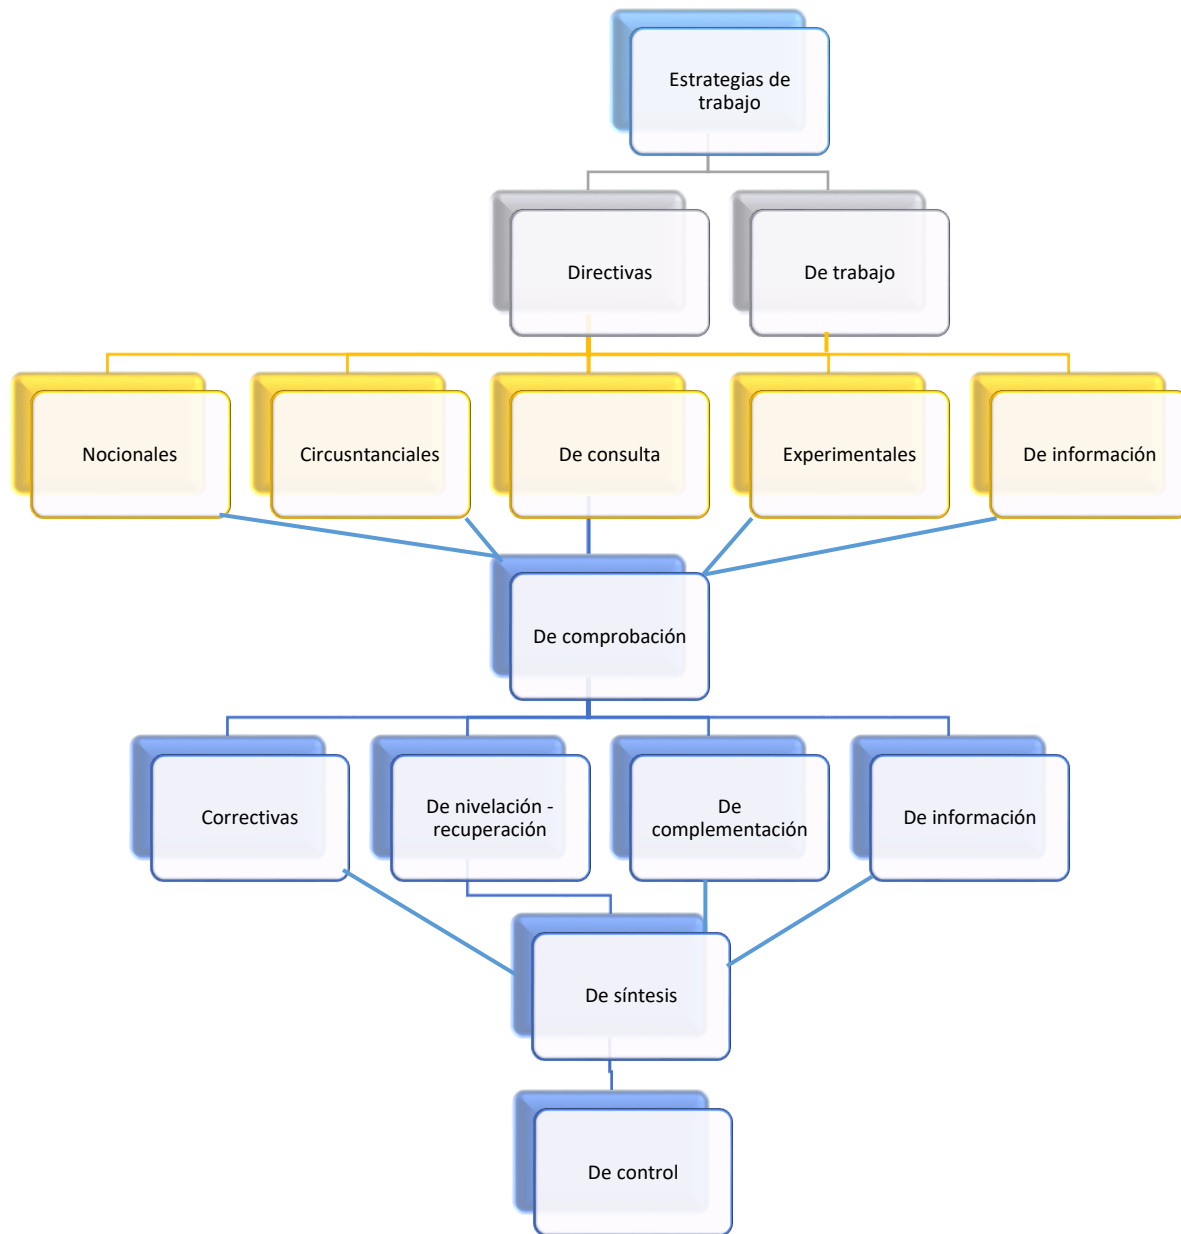 Estrategias de
trabajo
Directivas
De trabajo
Nocionales
Circusntanciales
De consulta
Experimentales
De información
De comprobación
Correctivas
De nivelación -
recuperación
De
complementación
De información
De síntesis
De control